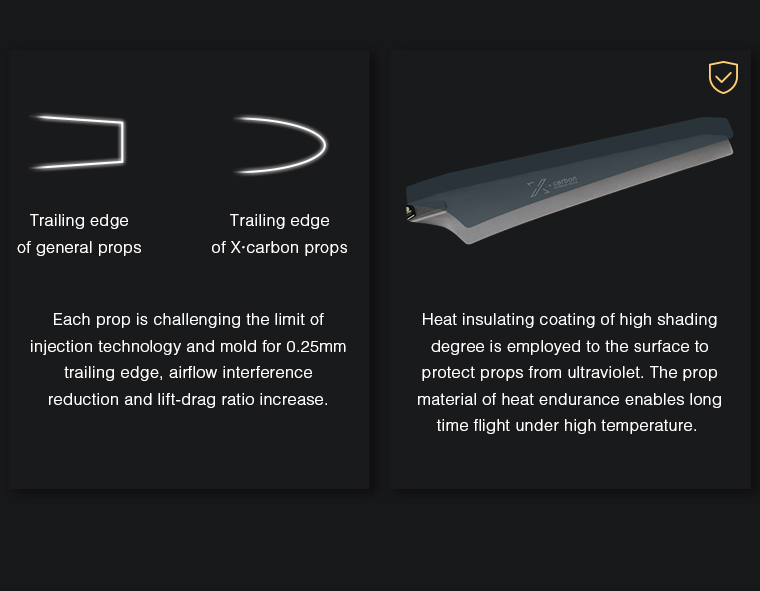 Trailing edge
of general props
Trailing edge
of X·carbon props
Each prop is challenging the limit of
injection technology and mold for 0.25mm
trailing edge, airflow interference
reduction and lift-drag ratio increase.
X·carbon
Heat insulating coating of high shading
degree is employed to the surface to
protect props from ultraviolet. The prop
material of heat endurance enables long
time flight under high temperature.